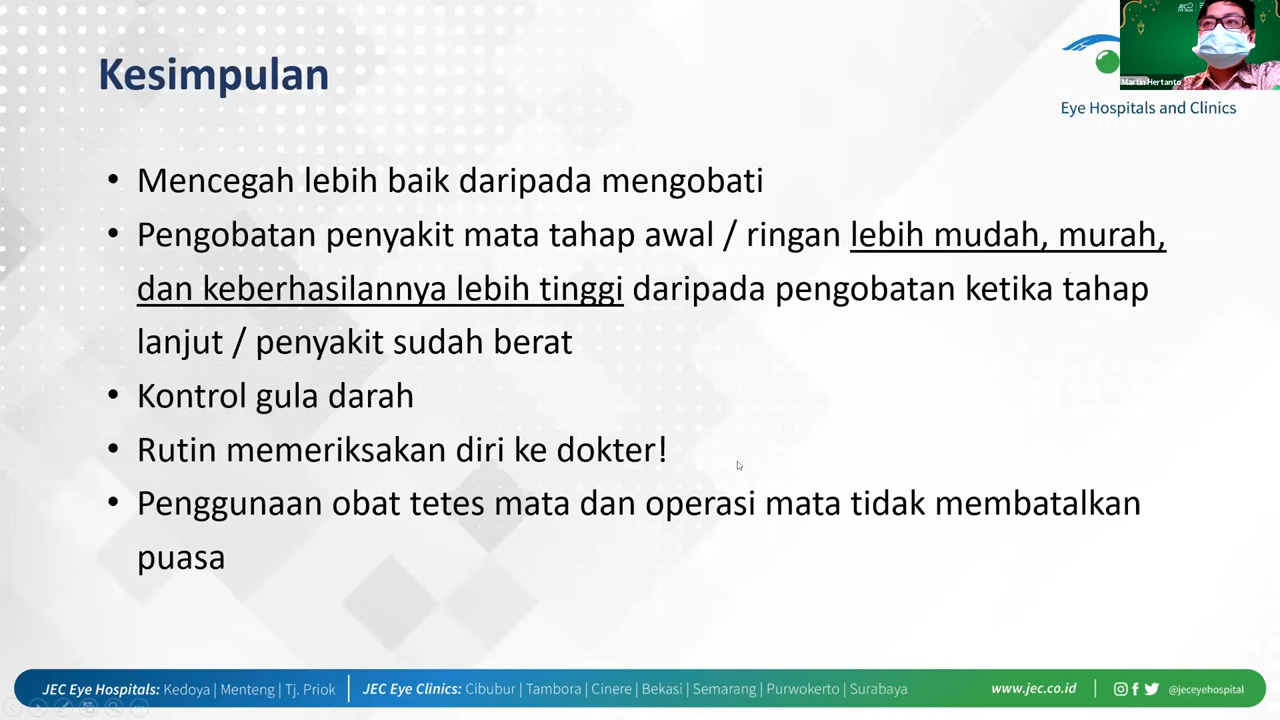 Kesimpulan
JEC
Martin Hertanto
Eye Hospitals and Clinics
• Mencegah lebih baik daripada mengobati
• Pengobatan penyakit mata tahap awal / ringan lebih mudah, murah,
dan keberhasilannya lebih tinggi daripada pengobatan ketika tahap
lanjut / penyakit sudah berat
• Kontrol gula darah
• Rutin memeriksakan diri ke dokter!
• Penggunaan obat tetes mata dan operasi mata tidak membatalkan
puasa
JEC Eye Hospitals: Kedoya | Menteng | Tj. Priok | JEC Eye Clinics: Cibubur | Tambora | Cinere | Bekasi | Semarang | Purwokerto | Surabaya
www.jec.co.id | @jeceyehospital